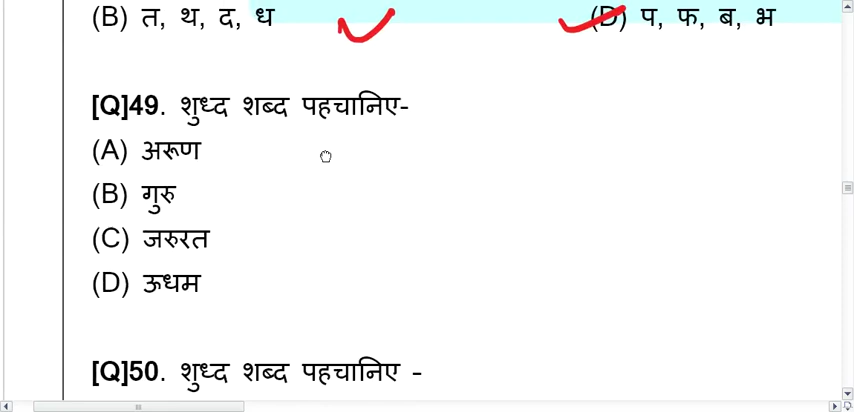 (B) त, थ, द, ध (D) प, फ, ब, भ
[Q]49. शुध्द शब्द पहचानिए-
(A) अरूण
(B) गुरु
(C) जरुरत
(D) ऊधम
[Q]50. शुध्द शब्द पहचानिए -